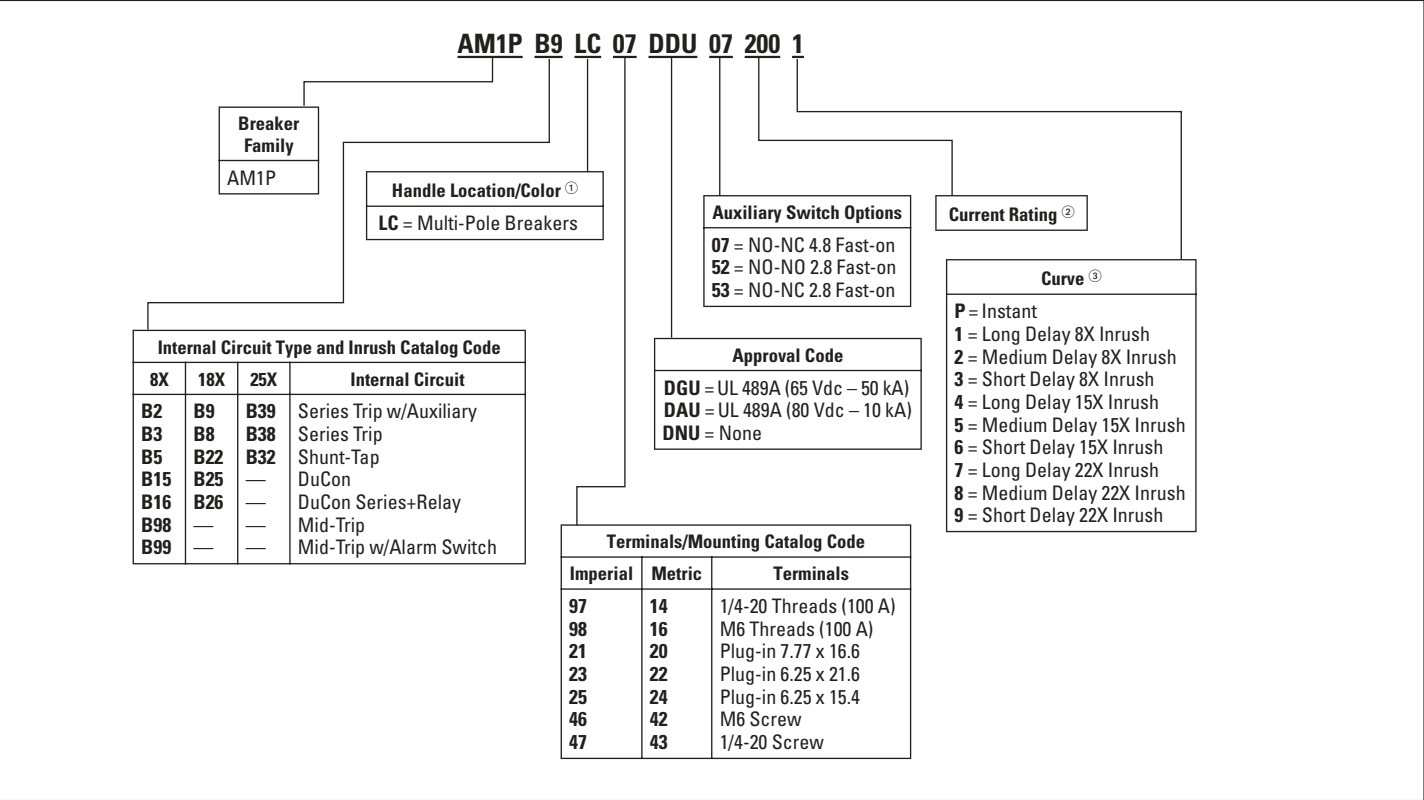 AM1P B9 LC 07 DDU 07 200 1
Breaker
Family
AM1P
Handle Location/Color ①
LC = Multi-Pole Breakers
Auxiliary Switch Options
07 = NO-NC 4.8 Fast-on
52 = NO-NO 2.8 Fast-on
53 = NO-NC 2.8 Fast-on
Current Rating ②
Curve ③
P = Instant
1 = Long Delay 8X Inrush
2 = Medium Delay 8X Inrush
3 = Short Delay 8X Inrush
4 = Long Delay 15X Inrush
5 = Medium Delay 15X Inrush
6 = Short Delay 15X Inrush
7 = Long Delay 22X Inrush
8 = Medium Delay 22X Inrush
9 = Short Delay 22X Inrush
Internal Circuit Type and Inrush Catalog Code
8X 18X 25X Internal Circuit
B2 B9 B39 Series Trip w/Auxiliary
B3 B8 B38 Series Trip
B5 B22 B32 Shunt-Tap
B15 B25 — DuCon
B16 B26 — DuCon Series+Relay
B98 — — Mid-Trip
B99 — — Mid-Trip w/Alarm Switch
Approval Code
DGU = UL 489A (65 Vdc – 50 kA)
DAU = UL 489A (80 Vdc – 10 kA)
DNU = None
Terminals/Mounting Catalog Code
Imperial Metric Terminals
97 14 1/4-20 Threads (100 A)
98 16 M6 Threads (100 A)
21 20 Plug-in 7.77 x 16.6
23 22 Plug-in 6.25 x 21.6
25 24 Plug-in 6.25 x 15.4
46 42 M6 Screw
47 43 1/4-20 Screw